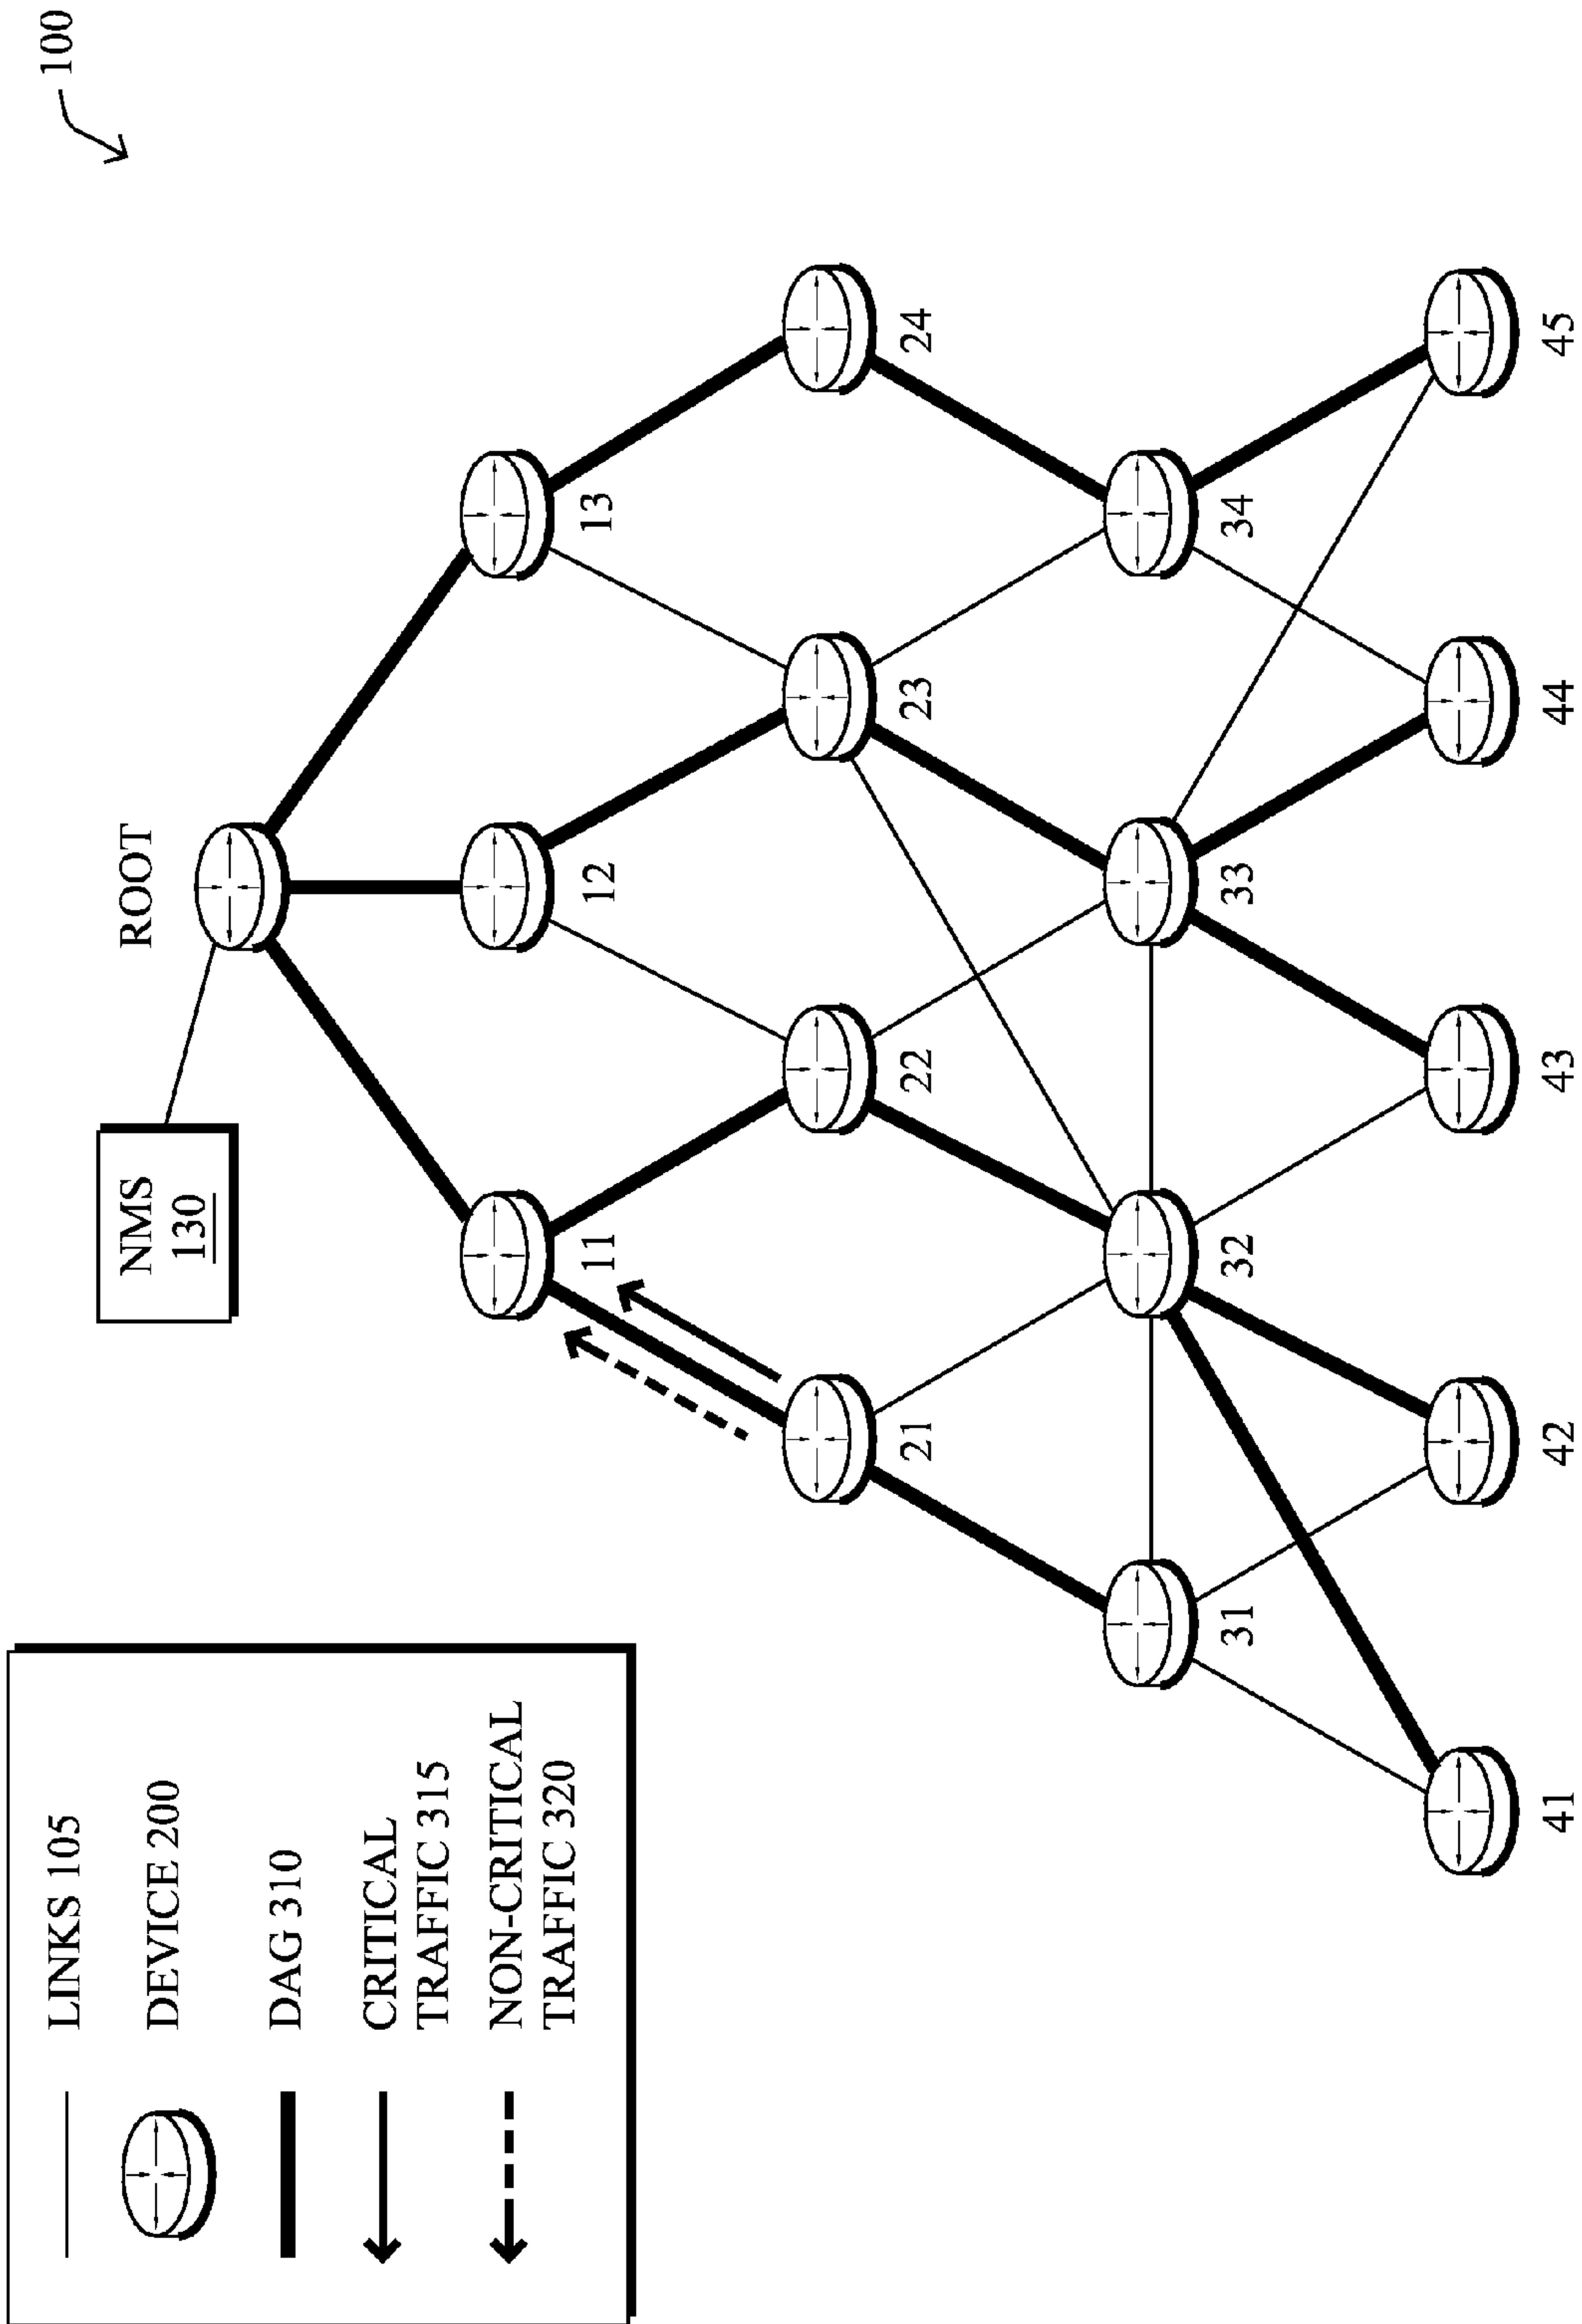 100
LINKS 105
DEVICE 200
DAG 310
CRITICAL
TRAFFIC 315
NON-CRITICAL
TRAFFIC 320
NMS
130
ROOT
11
12
13
21
22
23
24
31
32
33
34
41
42
43
44
45